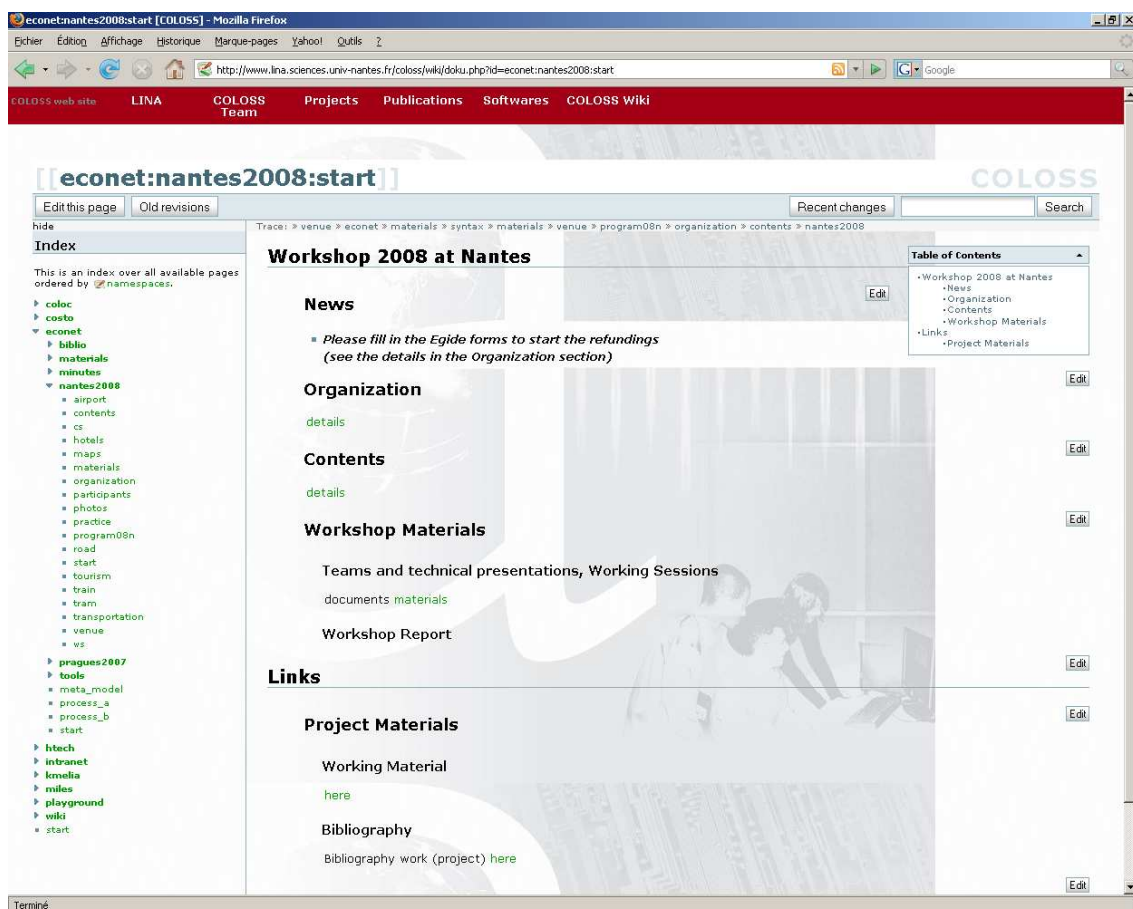 econet:nantes2008:start [COLOSS] - Mozilla Firefox
Fichier Édition Affichage Historique Marque-pages Yahoo! Outils ?
http://www.lina.sciences.univ-nantes.fr/coloss/wiki/doku.php?id=econet:nantes2008:start
Google
COLOSS web site LINA COLOSS Team Projects Publications Softwares COLOSS Wiki
[[econet:nantes2008:start]]
COLOSS
Edit this page Old revisions Recent changes Search
hide
Trace: » venue » econet » materials » syntax » materials » venue » program08n » organization » contents » nantes2008
Index
This is an index over all available pages
ordered by namespaces.
coloc
costo
econet
biblio
materials
minutes
nantes2008
airport
contents
cs
hotels
maps
materials
organization
participants
photos
practice
program08n
road
start
tourism
train
tram
transportation
venue
ws
pragues2007
tools
meta_model
process_a
process_b
start
htech
intranet
kmelia
miles
playground
wiki
start
Workshop 2008 at Nantes
Table of Contents
Workshop 2008 at Nantes
News
Organization
Contents
Workshop Materials
Links
Project Materials
Edit
News
Please fill in the Egide forms to start the refundings
(see the details in the Organization section)
Edit
Organization
details
Edit
Contents
details
Edit
Workshop Materials
Teams and technical presentations, Working Sessions
documents materials
Workshop Report
Edit
Links
Edit
Project Materials
Working Material
here
Bibliography
Bibliography work (project) here
Edit
Terminé